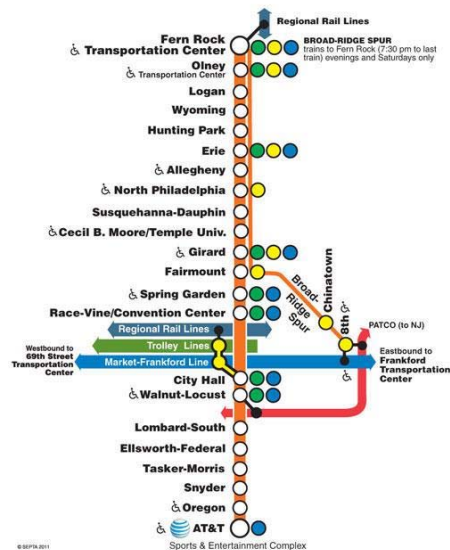 Regional Rail Lines
Fern Rock
Transportation Center
BROAD-RIDGE SPUR
trains to Fern Rock (7:30 pm to last
train) evenings and Saturdays only
Olney
Transportation Center
Logan
Wyoming
Hunting Park
Erie
Allegheny
North Philadelphia
Susquehanna-Dauphin
Cecil B. Moore/Temple Univ.
Girard
Fairmount
Broad-
Ridge
Spur
Chinatown
8th
Spring Garden
Race-Vine/Convention Center
Regional Rail Lines
PATCO (to NJ)
Trolley Lines
Westbound to
69th Street
Transportation
Center
Market-Frankford Line
Eastbound to
Frankford
Transportation
Center
City Hall
Walnut-Locust
Lombard-South
Ellsworth-Federal
Tasker-Morris
Snyder
Oregon
AT&T
Sports & Entertainment Complex
© SEPTA 2011